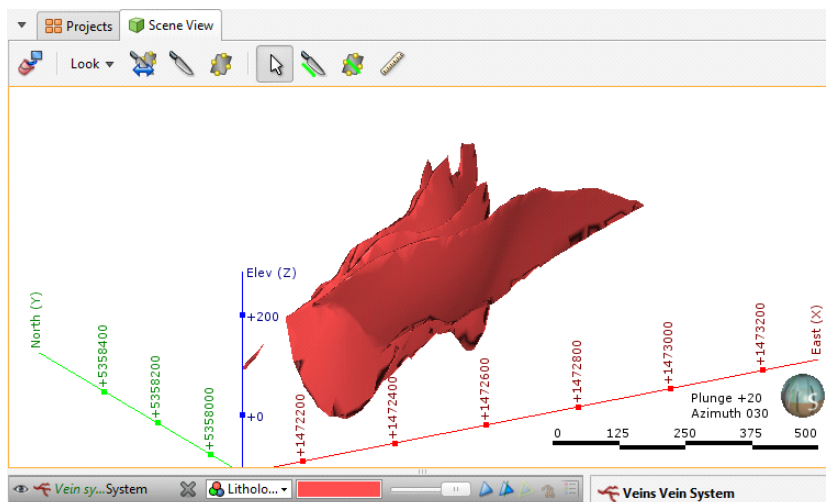 Projects Scene View
Look
Elev (Z)
North (Y)
+200
+0
+5358400
+5358200
+5358000
+1472200
+1472400
+1472600
+1472800
+1473000
+1473200
East (X)
Plunge +20
Azimuth 030
S
0 125 250 375 500
Vein sy...System Litholo... Veins Vein System